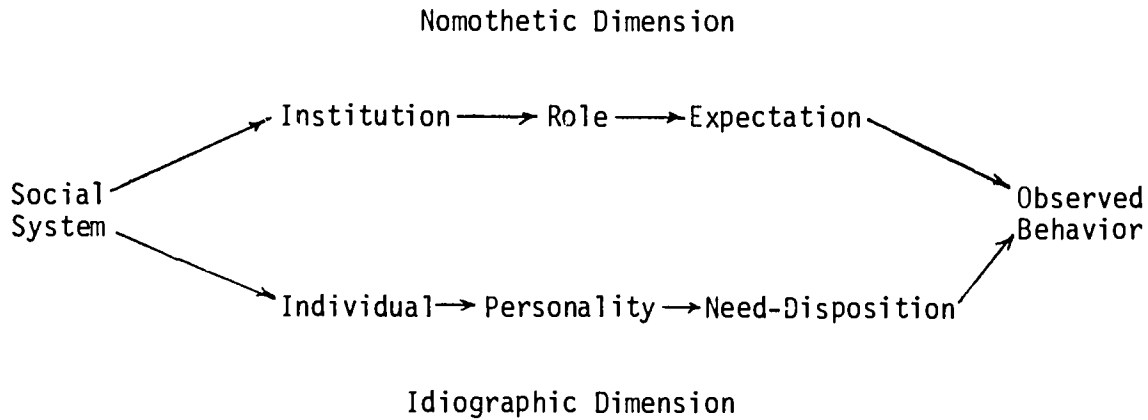 Nomothetic Dimension
Institution Role Expectation
Social
System
Observed
Behavior
Individual Personality Need-Disposition
Idiographic Dimension